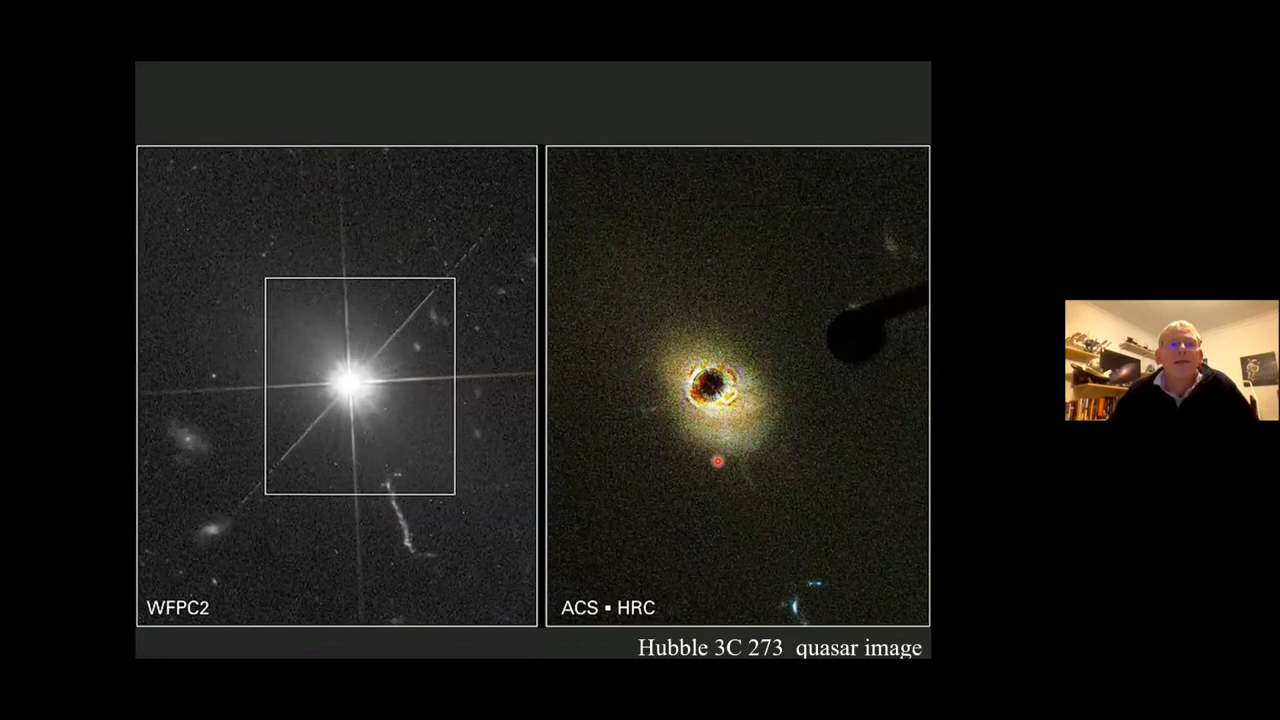 WFPC2
ACS ▪ HRC
Hubble 3C 273 quasar image